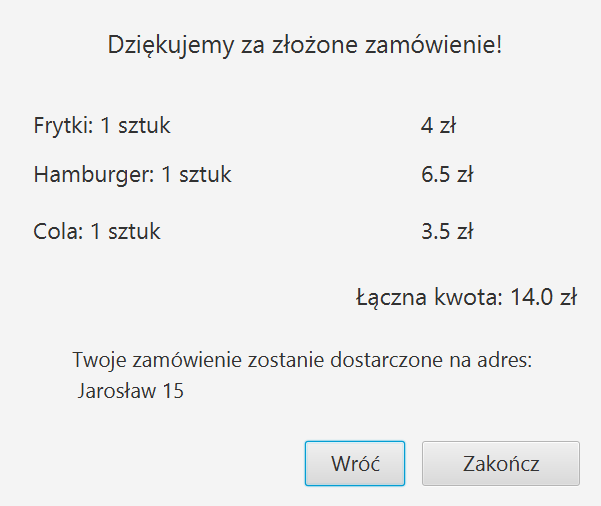 Dziękujemy za złożone zamówienie!
Frytki: 1 sztuk 4 zł
Hamburger: 1 sztuk 6.5 zł
Cola: 1 sztuk 3.5 zł
Łączna kwota: 14.0 zł
Twoje zamówienie zostanie dostarczone na adres:
Jarosław 15
Wróć Zakończ